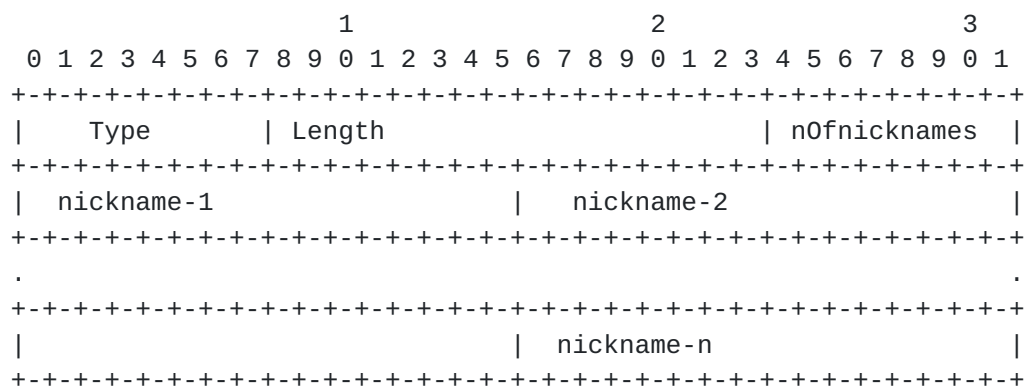 1                   2                   3
 0 1 2 3 4 5 6 7 8 9 0 1 2 3 4 5 6 7 8 9 0 1 2 3 4 5 6 7 8 9 0 1
+-+-+-+-+-+-+-+-+-+-+-+-+-+-+-+-+-+-+-+-+-+-+-+-+-+-+-+-+-+-+-+-+
|    Type       | Length                        | nOfnicknames  |
+-+-+-+-+-+-+-+-+-+-+-+-+-+-+-+-+-+-+-+-+-+-+-+-+-+-+-+-+-+-+-+-+
|  nickname-1                   |   nickname-2                  |
+-+-+-+-+-+-+-+-+-+-+-+-+-+-+-+-+-+-+-+-+-+-+-+-+-+-+-+-+-+-+-+-+
.                                                               .
+-+-+-+-+-+-+-+-+-+-+-+-+-+-+-+-+-+-+-+-+-+-+-+-+-+-+-+-+-+-+-+-+
|                               |  nickname-n                   |
+-+-+-+-+-+-+-+-+-+-+-+-+-+-+-+-+-+-+-+-+-+-+-+-+-+-+-+-+-+-+-+-+